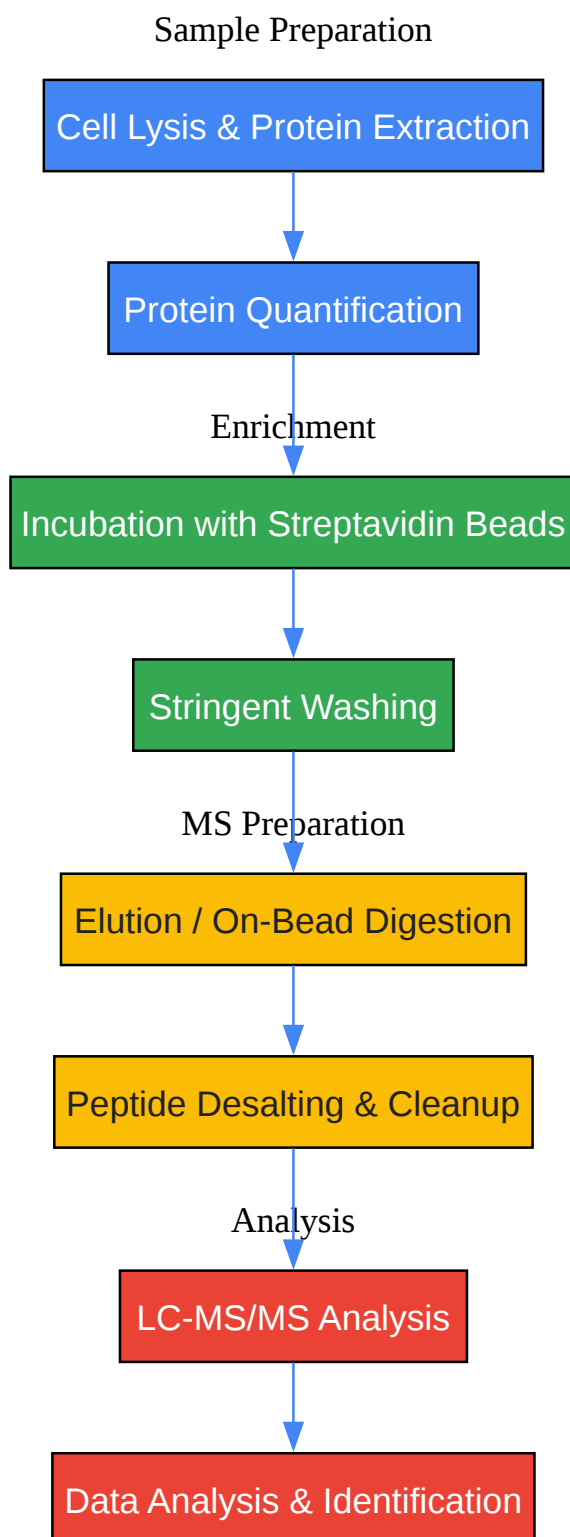 Sample Preparation
Cell Lysis & Protein Extraction
Protein Quantification
Enrichment
Incubation with Streptavidin Beads
Stringent Washing
MS Preparation
Elution / On-Bead Digestion
Peptide Desalting & Cleanup
Analysis
LC-MS/MS Analysis
Data Analysis & Identification